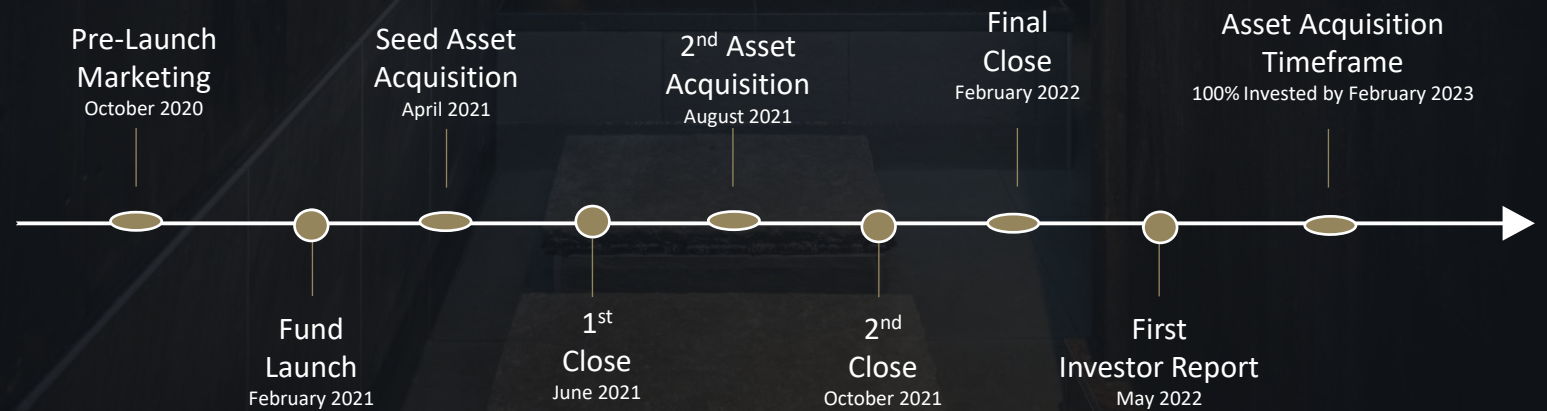 Pre-Launch
Marketing
October 2020
Fund
Launch
February 2021
Seed Asset
Acquisition
April 2021
1st
Close
June 2021
2nd Asset
Acquisition
August 2021
2nd
Close
October 2021
Final
Close
February 2022
First
Investor Report
May 2022
Asset Acquisition
Timeframe
100% Invested by February 2023